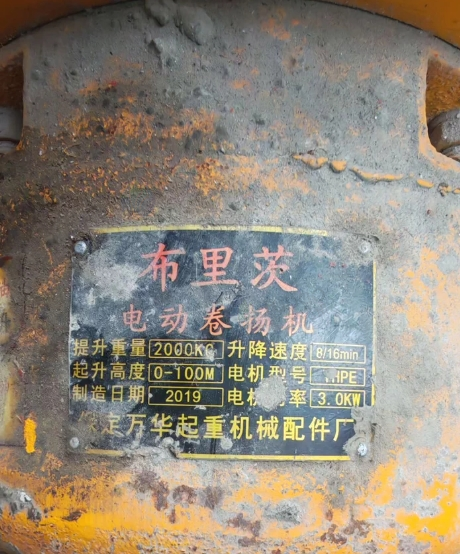 布里茨
电动卷扬机
提升重量 2000KG 升降速度 8/16min
起升高度 0-100M 电机型号 HPE
制造日期 2019 电机 率 3.0KW
定万华起重机械配件厂